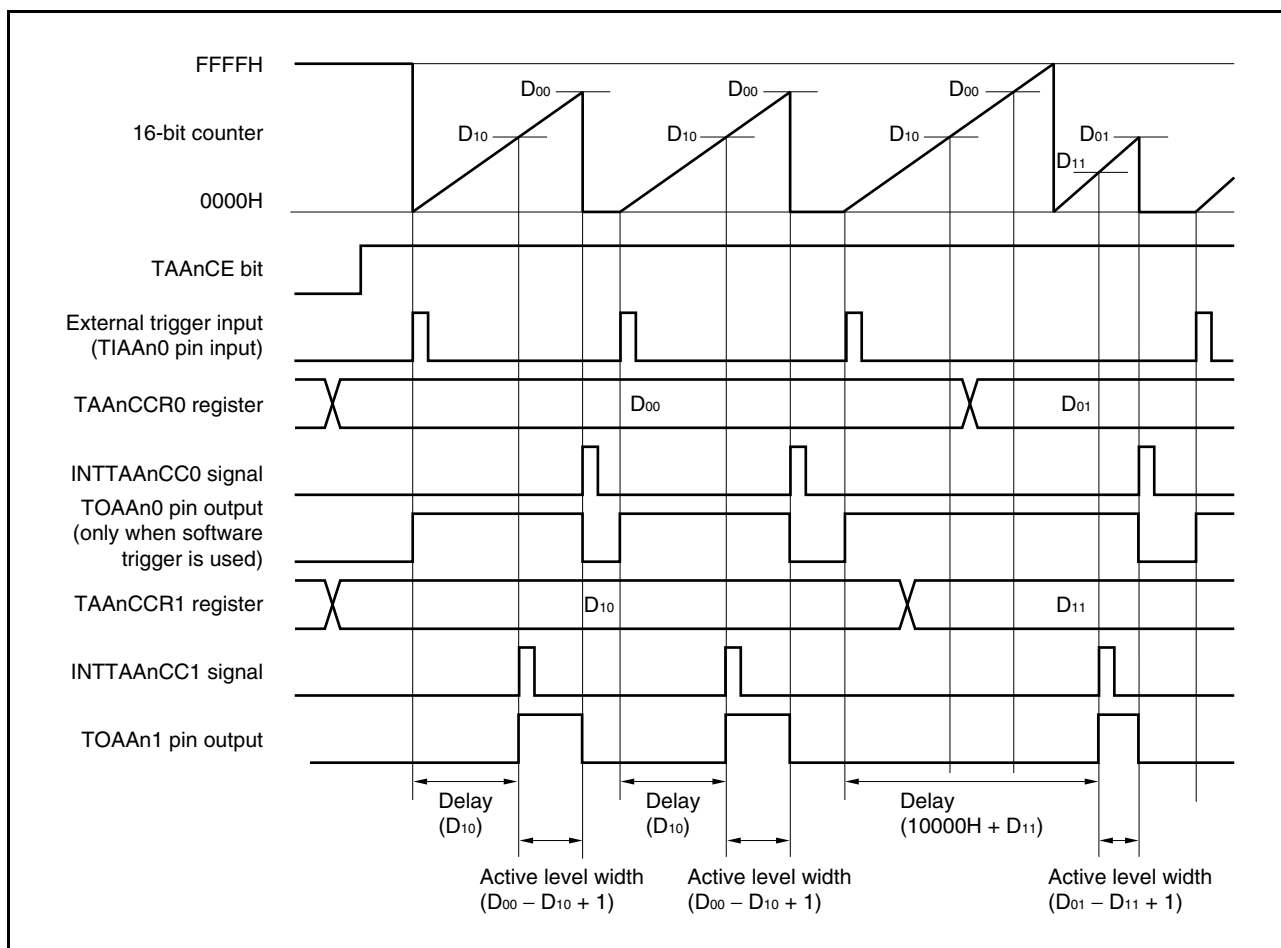 FFFFH
D00
D00
D00
16-bit counter
D10
D10
D10
D01
D11
0000H
TAAnCE bit
External trigger input
(TIAAn0 pin input)
TAAnCCR0 register
D00
D01
INTTAAnCC0 signal
TOAAn0 pin output
(only when software
trigger is used)
TAAnCCR1 register
D10
D11
INTTAAnCC1 signal
TOAAn1 pin output
Delay
(D10)
Delay
(D10)
Delay
(10000H + D11)
Active level width
(D00 − D10 + 1)
Active level width
(D00 − D10 + 1)
Active level width
(D01 − D11 + 1)